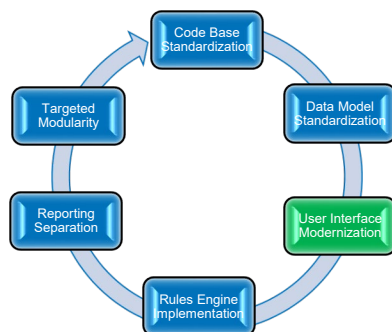 Code Base
Standardization
Data Model
Standardization
User Interface
Modernization
Rules Engine
Implementation
Reporting
Separation
Targeted
Modularity